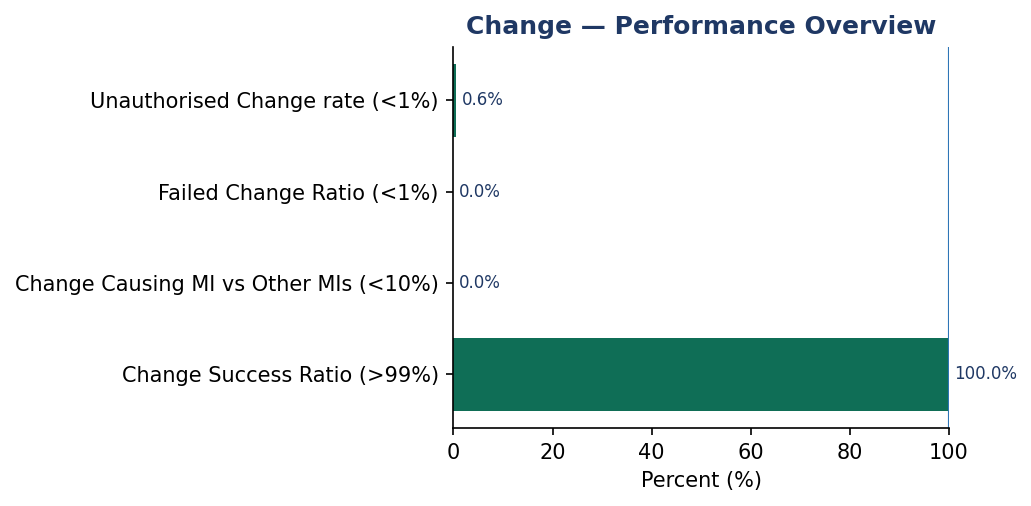 Change — Performance Overview
Unauthorised Change rate (<1%)
0.6%
Failed Change Ratio (<1%)
0.0%
Change Causing MI vs Other MIs (<10%)
0.0%
Change Success Ratio (>99%)
100.0%
0 20 40 60 80 100
Percent (%)